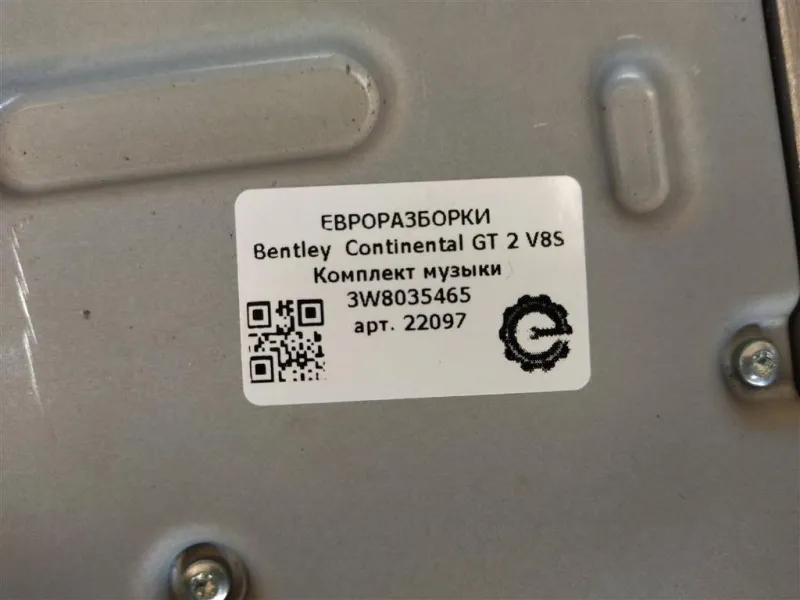 ЕВРОРАЗБОРКИ
Bentley Continental GT 2 V8S
Комплект музыки
3W8035465
арт. 22097